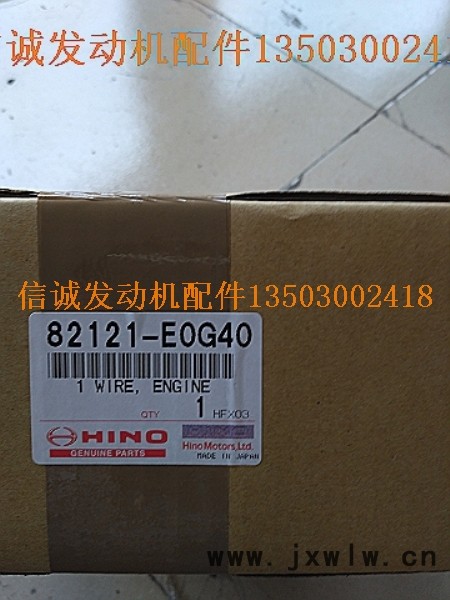 信诚发动机配件1350300241
信诚发动机配件13503002418
82121-E0G40
1 WIRE, ENGINE
QTY 1 HFX03
HINO
GENUINE PARTS
Hino Motors, Ltd.
MADE IN JAPAN
www.jxwlw.cn